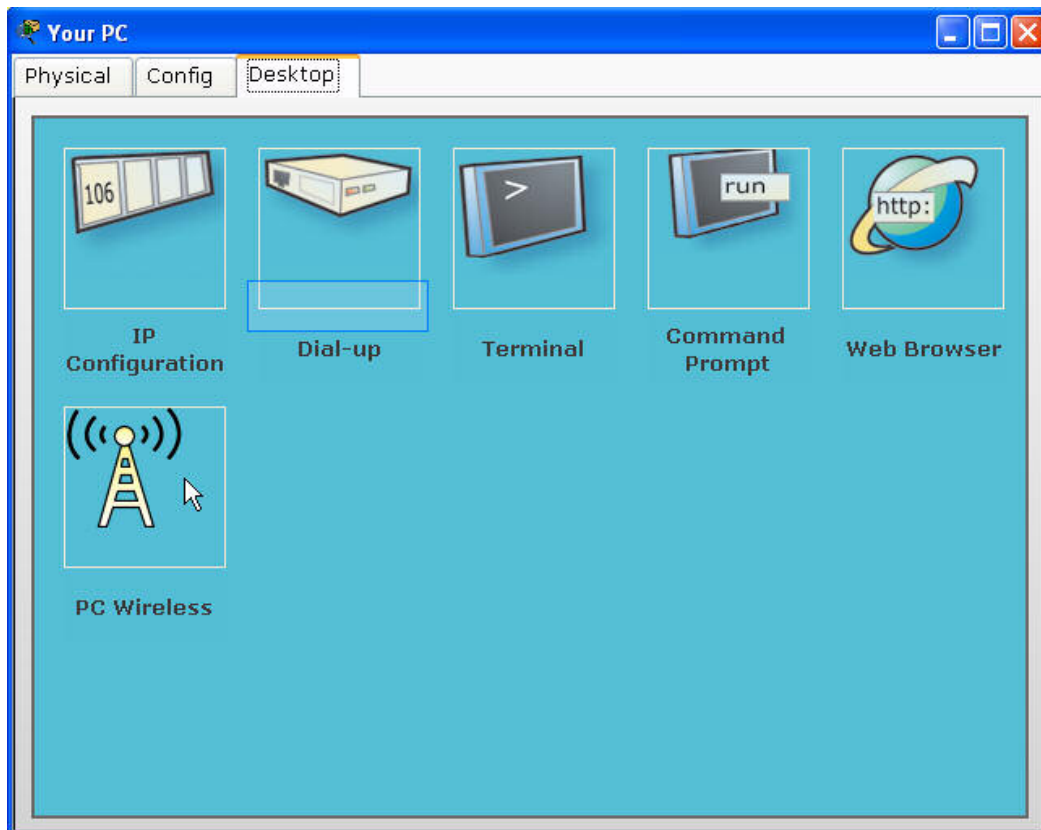 Your PC
Physical
Config
Desktop
106
>
run
http:
IP
Configuration
Dial-up
Terminal
Command
Prompt
Web Browser
PC Wireless